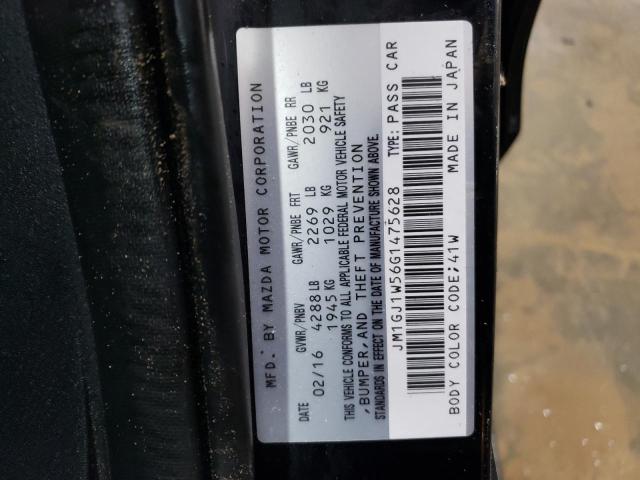 MFD. BY MAZDA MOTOR CORPORATION
DATE GVWR/PNBV GAWR/PNBE FRT GAWR/PNBE RR
02/16 4288 LB 2269 LB 2030 LB
1945 KG 1029 KG 921 KG
THIS VEHICLE CONFORMS TO ALL APPLICABLE FEDERAL MOTOR VEHICLE SAFETY
,BUMPER,AND THEFT PREVENTION
STANDARDS IN EFFECT ON THE DATE OF MANUFACTURE SHOWN ABOVE.
JM1GJ1W56G1475628 TYPE: PASS CAR
BODY COLOR CODE;41W MADE IN JAPAN